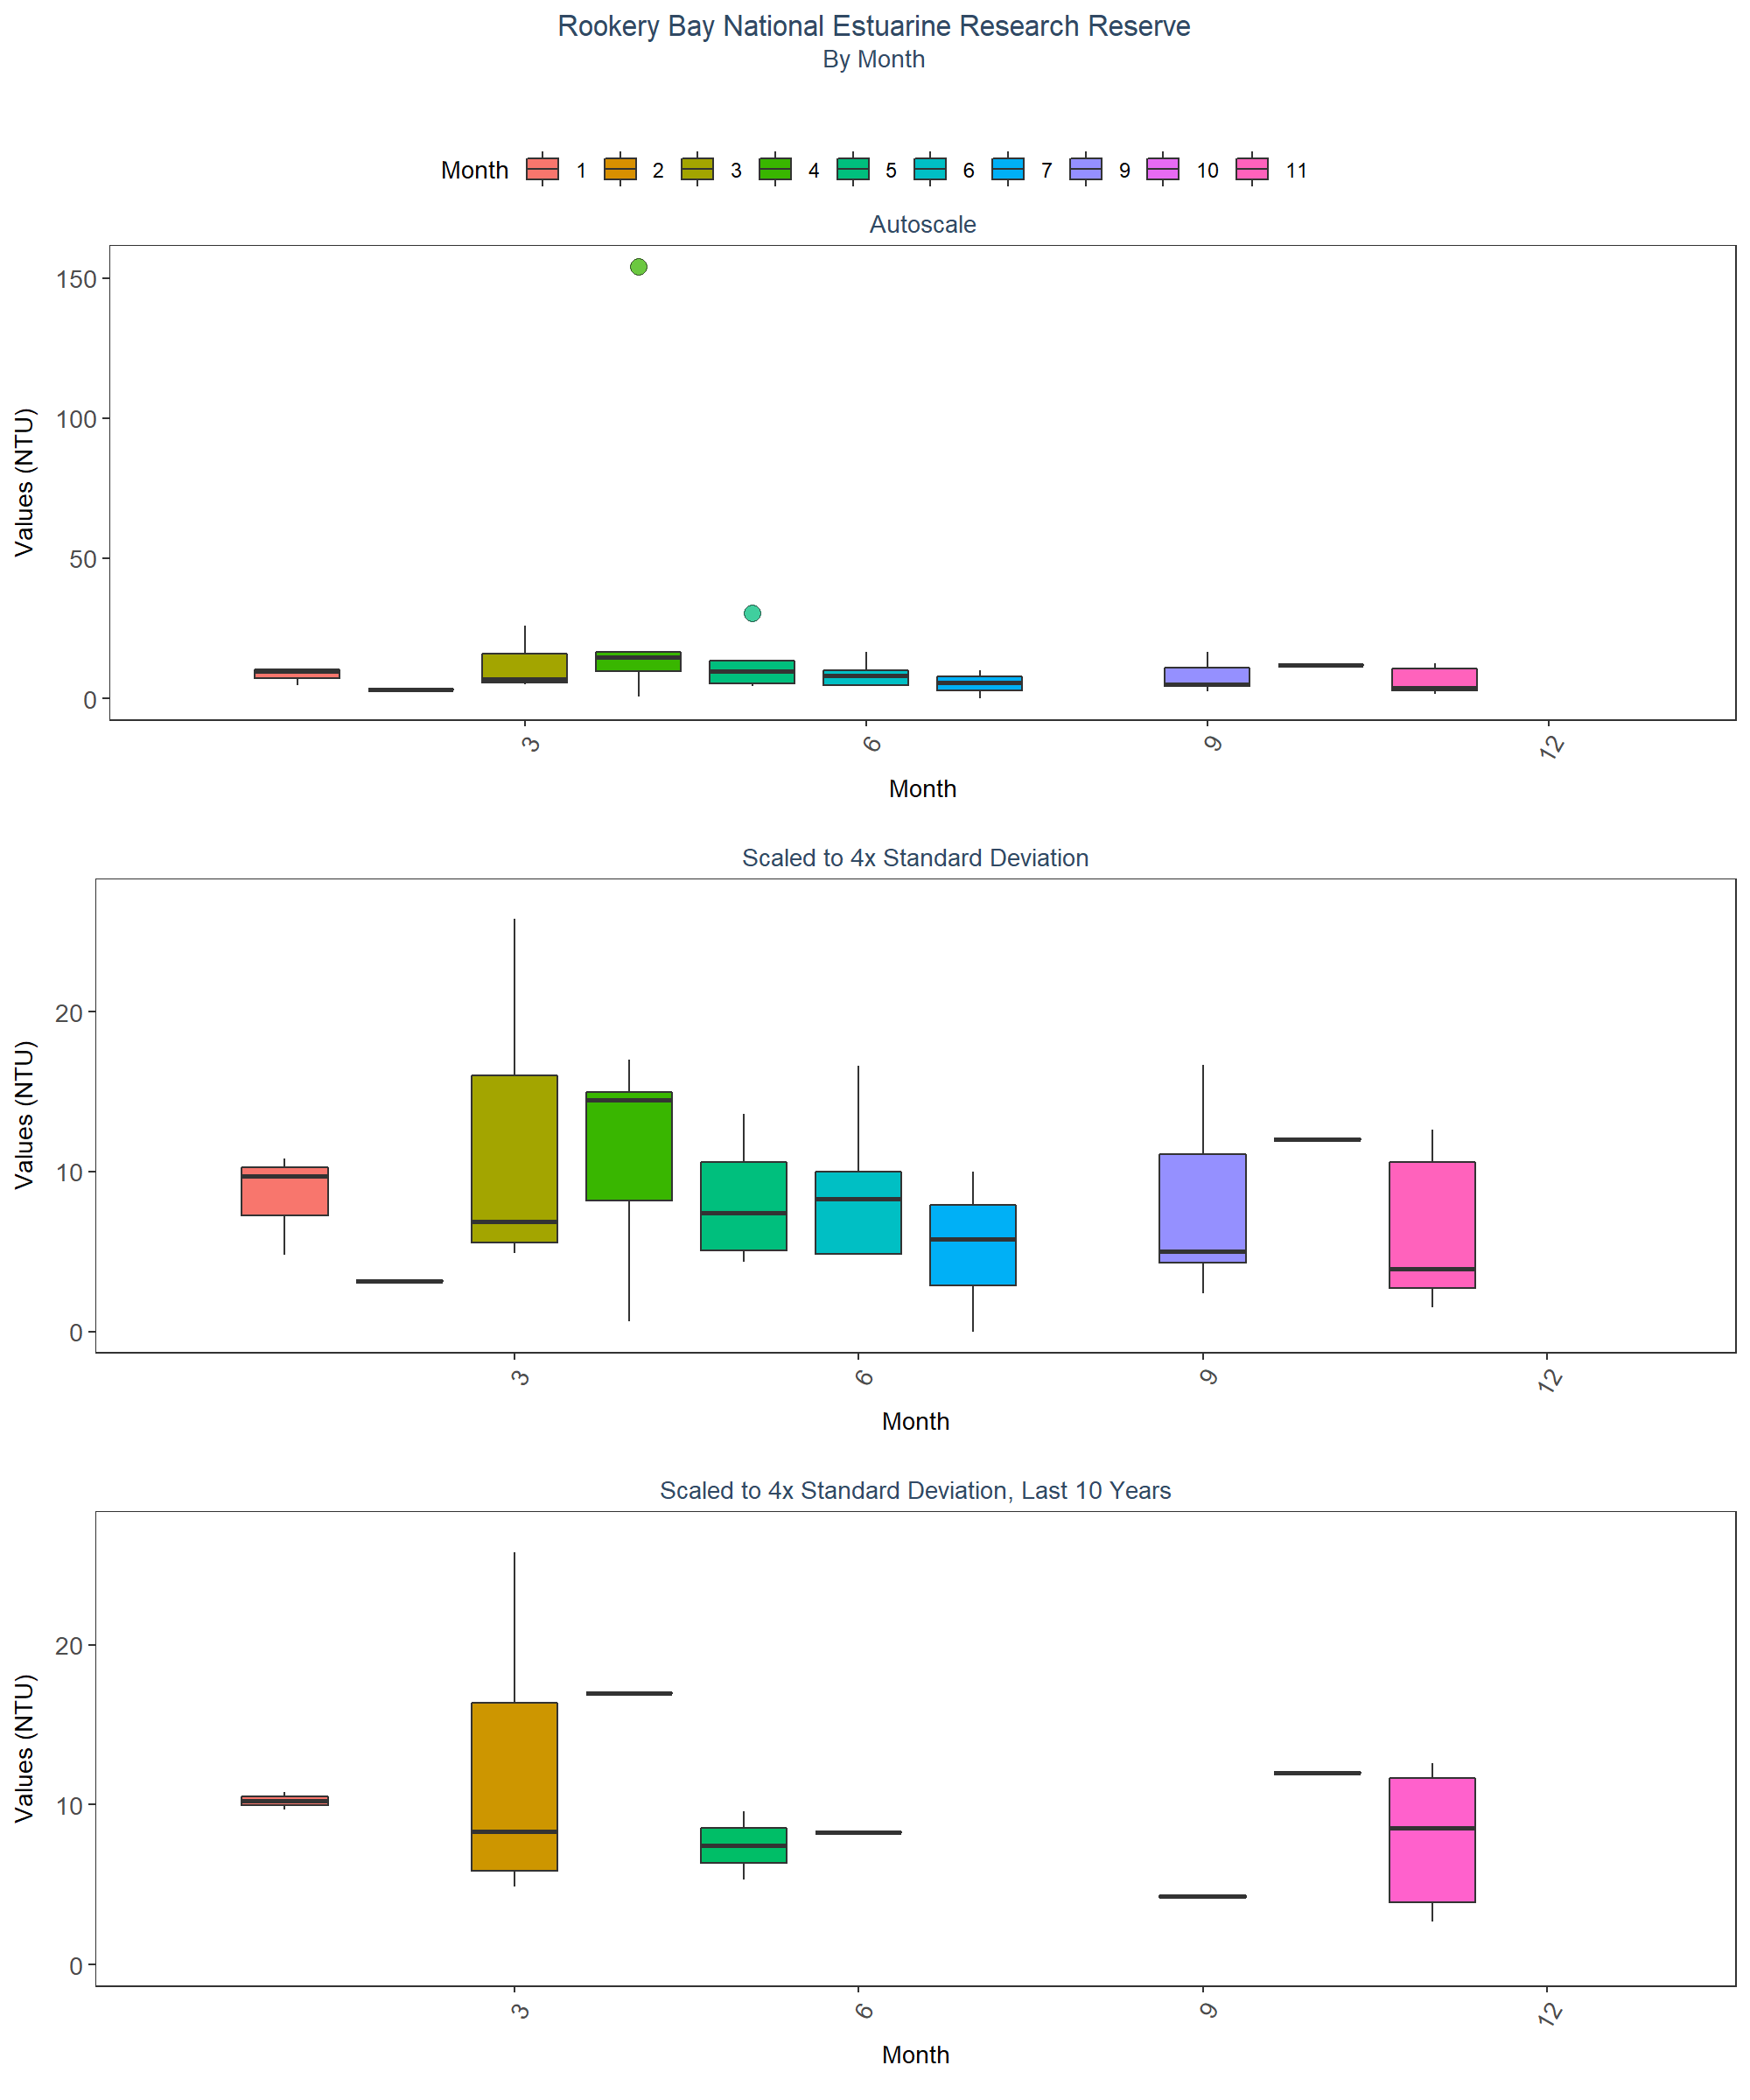 Rookery Bay National Estuarine Research Reserve
By Month
Month 1 2 3 4 5 6 7 9 10 11
Autoscale
150
100
50
0
Values (NTU)
3 6 9 12
Month
Scaled to 4x Standard Deviation
20
10
0
Values (NTU)
3 6 9 12
Month
Scaled to 4x Standard Deviation, Last 10 Years
20
10
0
Values (NTU)
3 6 9 12
Month